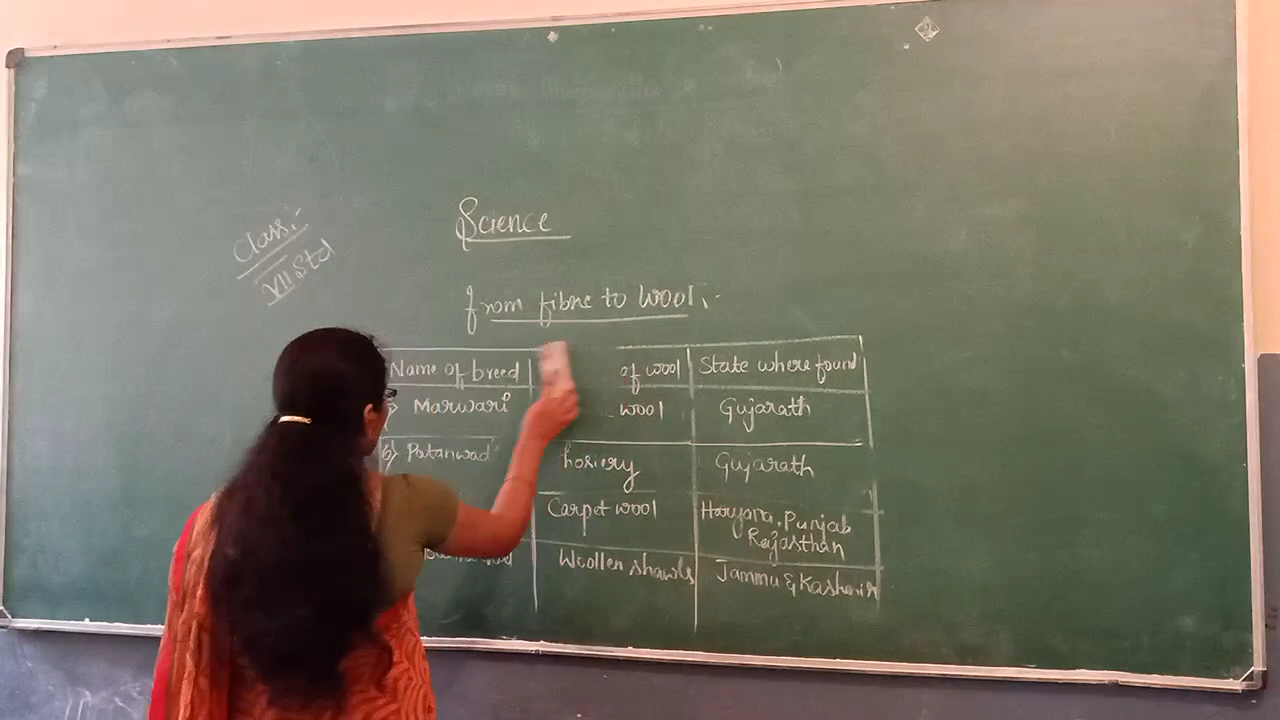 Class:-
VII Std
Science
from fibre to wool:-
Name of breed | of wool | State where found
Marwari | wool | Gujarath
6) Patanwadi | hosiery | Gujarath
Carpet wool | Haryana, Punjab
Rajasthan
Woollen shawls | Jammu & Kashmir